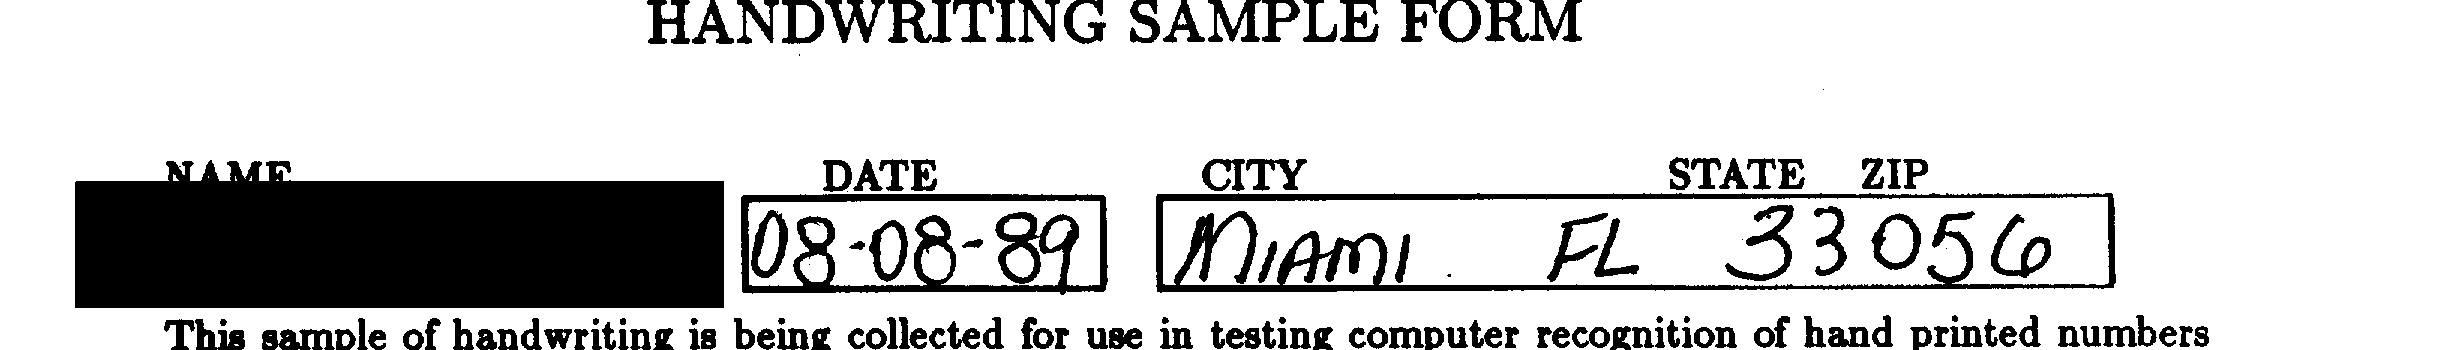 HANDWRITING SAMPLE FORM
NAME DATE CITY STATE ZIP
08-08-89 MIAMI FL 33056
This sample of handwriting is being collected for use in testing computer recognition of hand printed numbers